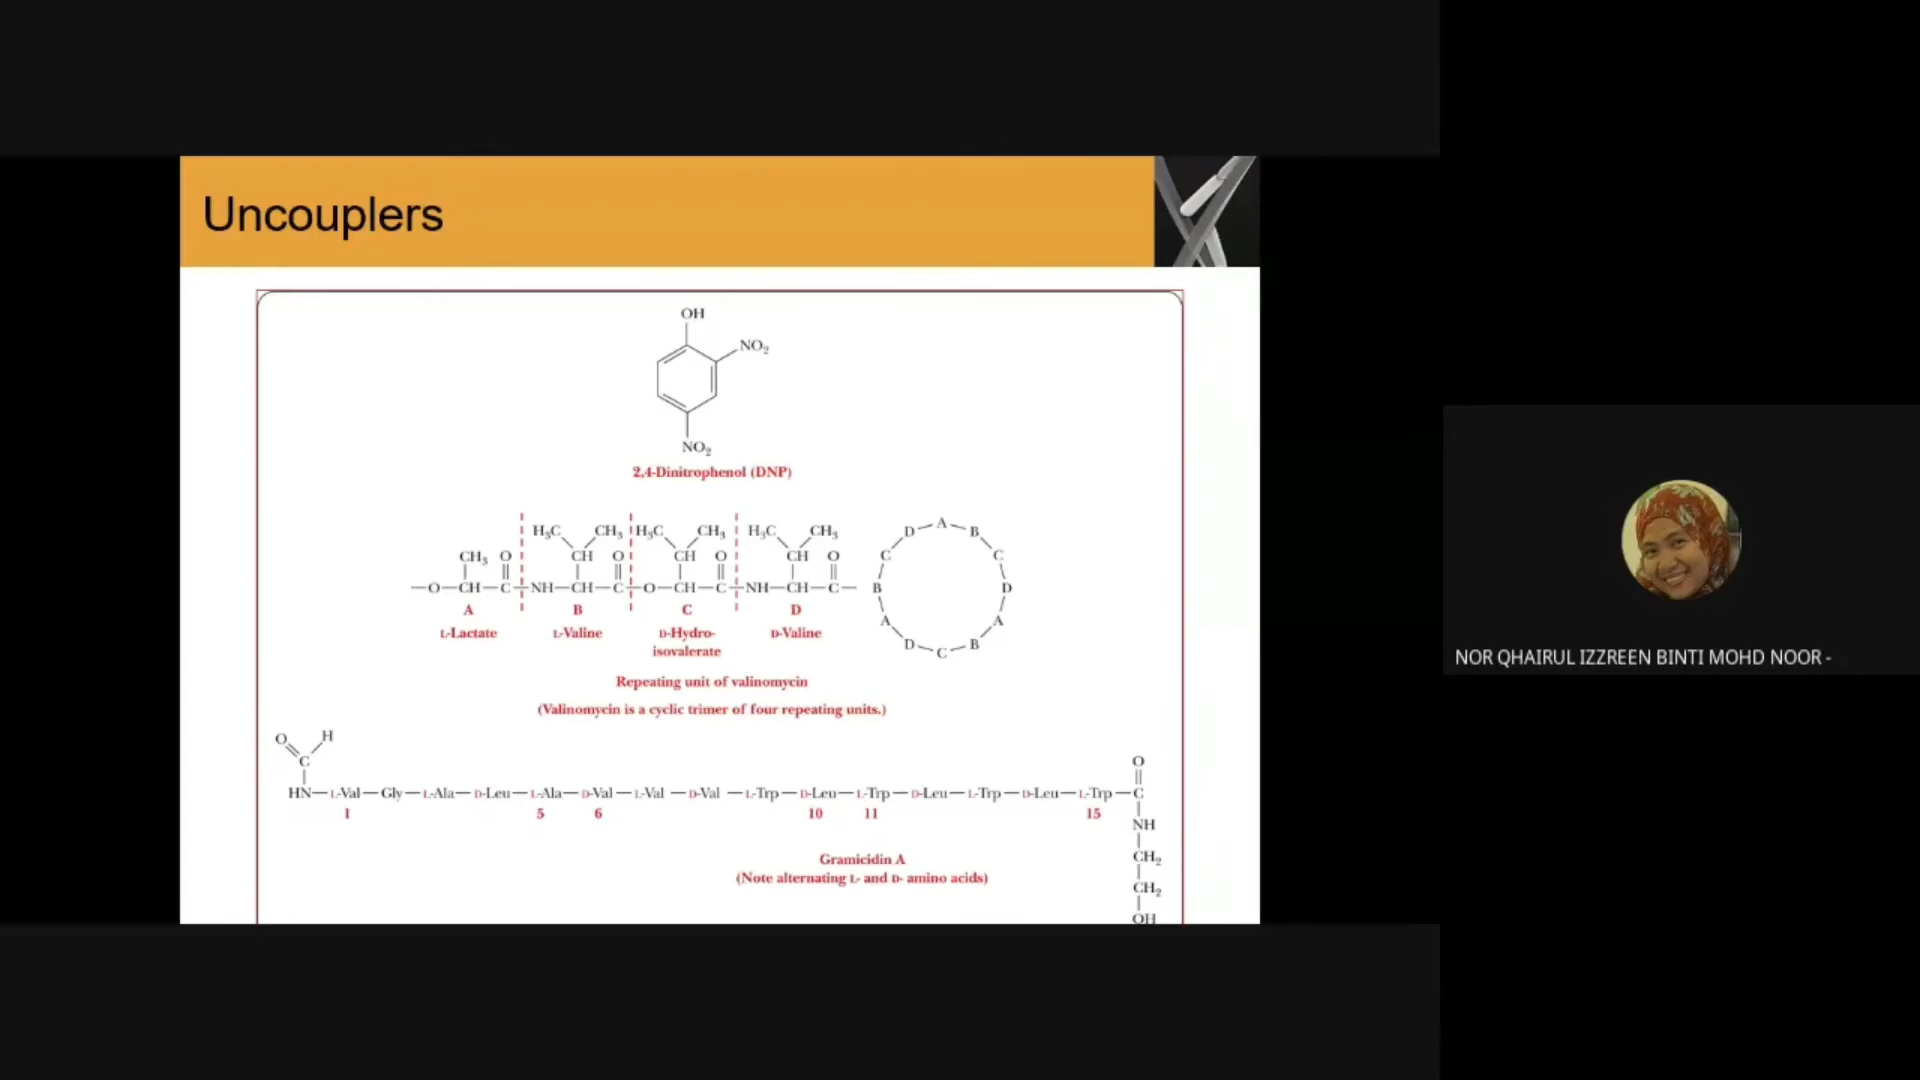 Uncouplers
OH
NO₂
NO₂
2,4-Dinitrophenol (DNP)
H₃C CH₃ H₃C CH₃ H₃C CH₃
CH₃ O CH O CH O CH O
—O—CH—C—NH—CH—C—O—CH—C—NH—CH—C—
A B C D
L-Lactate L-Valine D-Hydro- D-Valine
isovalerate
A B C D A B C D A B C D
Repeating unit of valinomycin
(Valinomycin is a cyclic trimer of four repeating units.)
O H
C
HN—L-Val—Gly—L-Ala—D-Leu—L-Ala—D-Val—L-Val—D-Val—L-Trp—D-Leu—L-Trp—D-Leu—L-Trp—D-Leu—L-Trp—C
O
1 5 6 10 11 15
NH
CH₂
CH₂
OH
Gramicidin A
(Note alternating L- and D- amino acids)
NOR QHAIRUL IZZREEN BINTI MOHD NOOR -